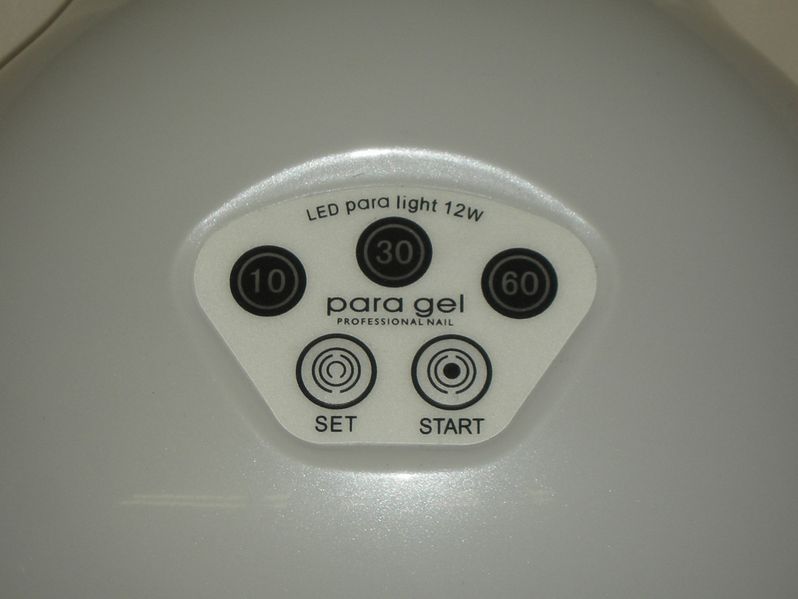 LED para light 12W
10 30 60
para gel
PROFESSIONAL NAIL
SET START